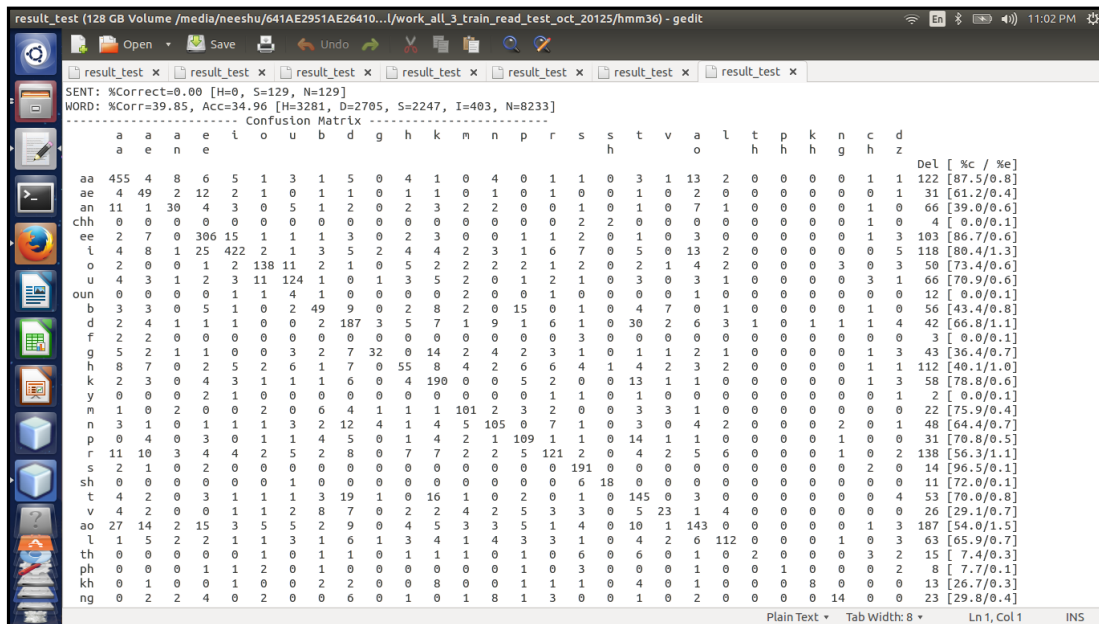 result_test (128 GB Volume /media/neeshu/641AE2951AE26410...l/work_all_3_train_read_test_oct_20125/hmm36) - gedit En 11:02 PM
Open Save Undo
result_test × result_test × result_test × result_test × result_test × result_test × result_test ×
SENT: %Correct=0.00 [H=0, S=129, N=129]
WORD: %Corr=39.85, Acc=34.96 [H=3281, D=2705, S=2247, I=403, N=8233]
------------------------ Confusion Matrix -------------------------
a a a e i o u b d g h k m n p r s s t v a l t p k n c d
a e n e h o h h h g h z
Del [ %c / %e]
aa 455 4 8 6 5 1 3 1 5 0 4 1 0 4 0 1 1 0 3 1 13 2 0 0 0 0 1 1 122 [87.5/0.8]
ae 4 49 2 12 2 1 0 1 1 0 1 1 0 1 0 1 0 0 1 0 2 0 0 0 0 0 1 0 31 [61.2/0.4]
an 11 1 30 4 3 0 5 1 2 0 2 3 2 2 0 0 1 0 1 0 7 1 0 0 0 0 1 0 66 [39.0/0.6]
chh 0 0 0 0 0 0 0 0 0 0 0 0 0 0 0 0 2 2 0 0 0 0 0 0 0 0 0 0 4 [ 0.0/0.1]
ee 2 7 0 306 15 1 1 1 3 0 2 3 0 0 1 1 2 0 1 0 3 0 0 0 0 0 1 3 103 [86.7/0.6]
i 4 8 1 25 422 2 1 3 5 2 4 4 2 3 1 6 7 0 5 0 13 2 0 0 0 0 0 5 118 [80.4/1.3]
o 2 0 0 1 2 138 11 2 1 0 5 2 2 2 2 1 2 0 2 1 4 2 0 0 0 3 0 3 50 [73.4/0.6]
u 4 3 1 2 3 11 124 1 0 1 3 5 2 0 1 2 1 0 3 0 3 1 0 0 0 0 3 1 66 [70.9/0.6]
oun 0 0 0 0 1 1 4 1 0 0 0 0 2 0 0 1 0 0 0 0 1 0 0 0 0 0 0 0 12 [ 0.0/0.1]
b 3 3 0 5 1 0 2 49 9 0 2 8 2 0 15 0 1 0 4 7 0 1 0 0 0 0 1 0 56 [43.4/0.8]
d 2 4 1 1 1 0 0 2 187 3 5 7 1 9 1 6 1 0 30 2 6 3 1 0 1 1 1 4 42 [66.8/1.1]
f 2 2 0 0 0 0 0 0 0 0 0 0 0 0 0 0 3 0 0 0 0 0 0 0 0 0 0 0 3 [ 0.0/0.1]
g 5 2 1 1 0 0 3 2 7 32 0 14 2 4 2 3 1 0 1 1 2 1 0 0 0 0 1 3 43 [36.4/0.7]
h 8 7 0 2 5 2 6 1 7 0 55 8 4 2 6 6 4 1 4 2 3 2 0 0 0 0 1 1 112 [40.1/1.0]
k 2 3 0 4 3 1 1 1 6 0 4 190 0 0 5 2 0 0 13 1 1 0 0 0 0 0 1 3 58 [78.8/0.6]
y 0 0 0 2 1 0 0 0 0 0 0 0 0 0 0 1 1 0 1 0 0 0 0 0 0 0 0 1 2 [ 0.0/0.1]
m 1 0 2 0 0 2 0 6 4 1 1 1 101 2 3 2 0 0 3 3 1 0 0 0 0 0 0 0 22 [75.9/0.4]
n 3 1 0 1 1 1 3 2 12 4 1 4 5 105 0 7 1 0 3 0 4 2 0 0 0 2 0 1 48 [64.4/0.7]
p 0 4 0 3 0 1 1 4 5 0 1 4 2 1 109 1 1 0 14 1 1 0 0 0 0 1 0 0 31 [70.8/0.5]
r 11 10 3 4 4 2 5 2 8 0 7 7 2 2 5 121 2 0 4 2 5 6 0 0 0 1 0 2 138 [56.3/1.1]
s 2 1 0 2 0 0 0 0 0 0 0 0 0 0 0 0 191 0 0 0 0 0 0 0 0 0 2 0 14 [96.5/0.1]
sh 0 0 0 0 0 0 1 0 0 0 0 0 0 0 0 0 6 18 0 0 0 0 0 0 0 0 0 0 11 [72.0/0.1]
t 4 2 0 3 1 1 1 3 19 1 0 16 1 0 2 0 1 0 145 0 3 0 0 0 0 0 0 4 53 [70.0/0.8]
v 4 2 0 0 1 1 2 8 7 0 2 2 4 2 5 3 3 0 5 23 1 4 0 0 0 0 0 0 26 [29.1/0.7]
ao 27 14 2 15 3 5 5 2 9 0 4 5 3 3 5 1 4 0 10 1 143 0 0 0 0 0 1 3 187 [54.0/1.5]
l 1 5 2 2 1 1 3 1 6 1 3 4 1 4 3 3 1 0 4 2 6 112 0 0 0 1 0 3 63 [65.9/0.7]
th 0 0 0 0 0 1 0 1 1 0 1 1 1 0 1 0 6 0 6 0 1 0 2 0 0 0 3 2 15 [ 7.4/0.3]
ph 0 0 0 1 1 2 0 1 0 0 0 0 0 0 1 0 3 0 0 0 1 0 0 1 0 0 0 2 8 [ 7.7/0.1]
kh 0 1 0 0 1 0 0 2 2 0 0 8 0 0 1 1 1 0 4 0 1 0 0 0 8 0 0 0 13 [26.7/0.3]
ng 0 2 2 4 0 2 0 0 6 0 1 0 1 8 1 3 0 0 1 0 2 0 0 0 0 14 0 0 23 [29.8/0.4]
Plain Text Tab Width: 8 Ln 1, Col 1 INS